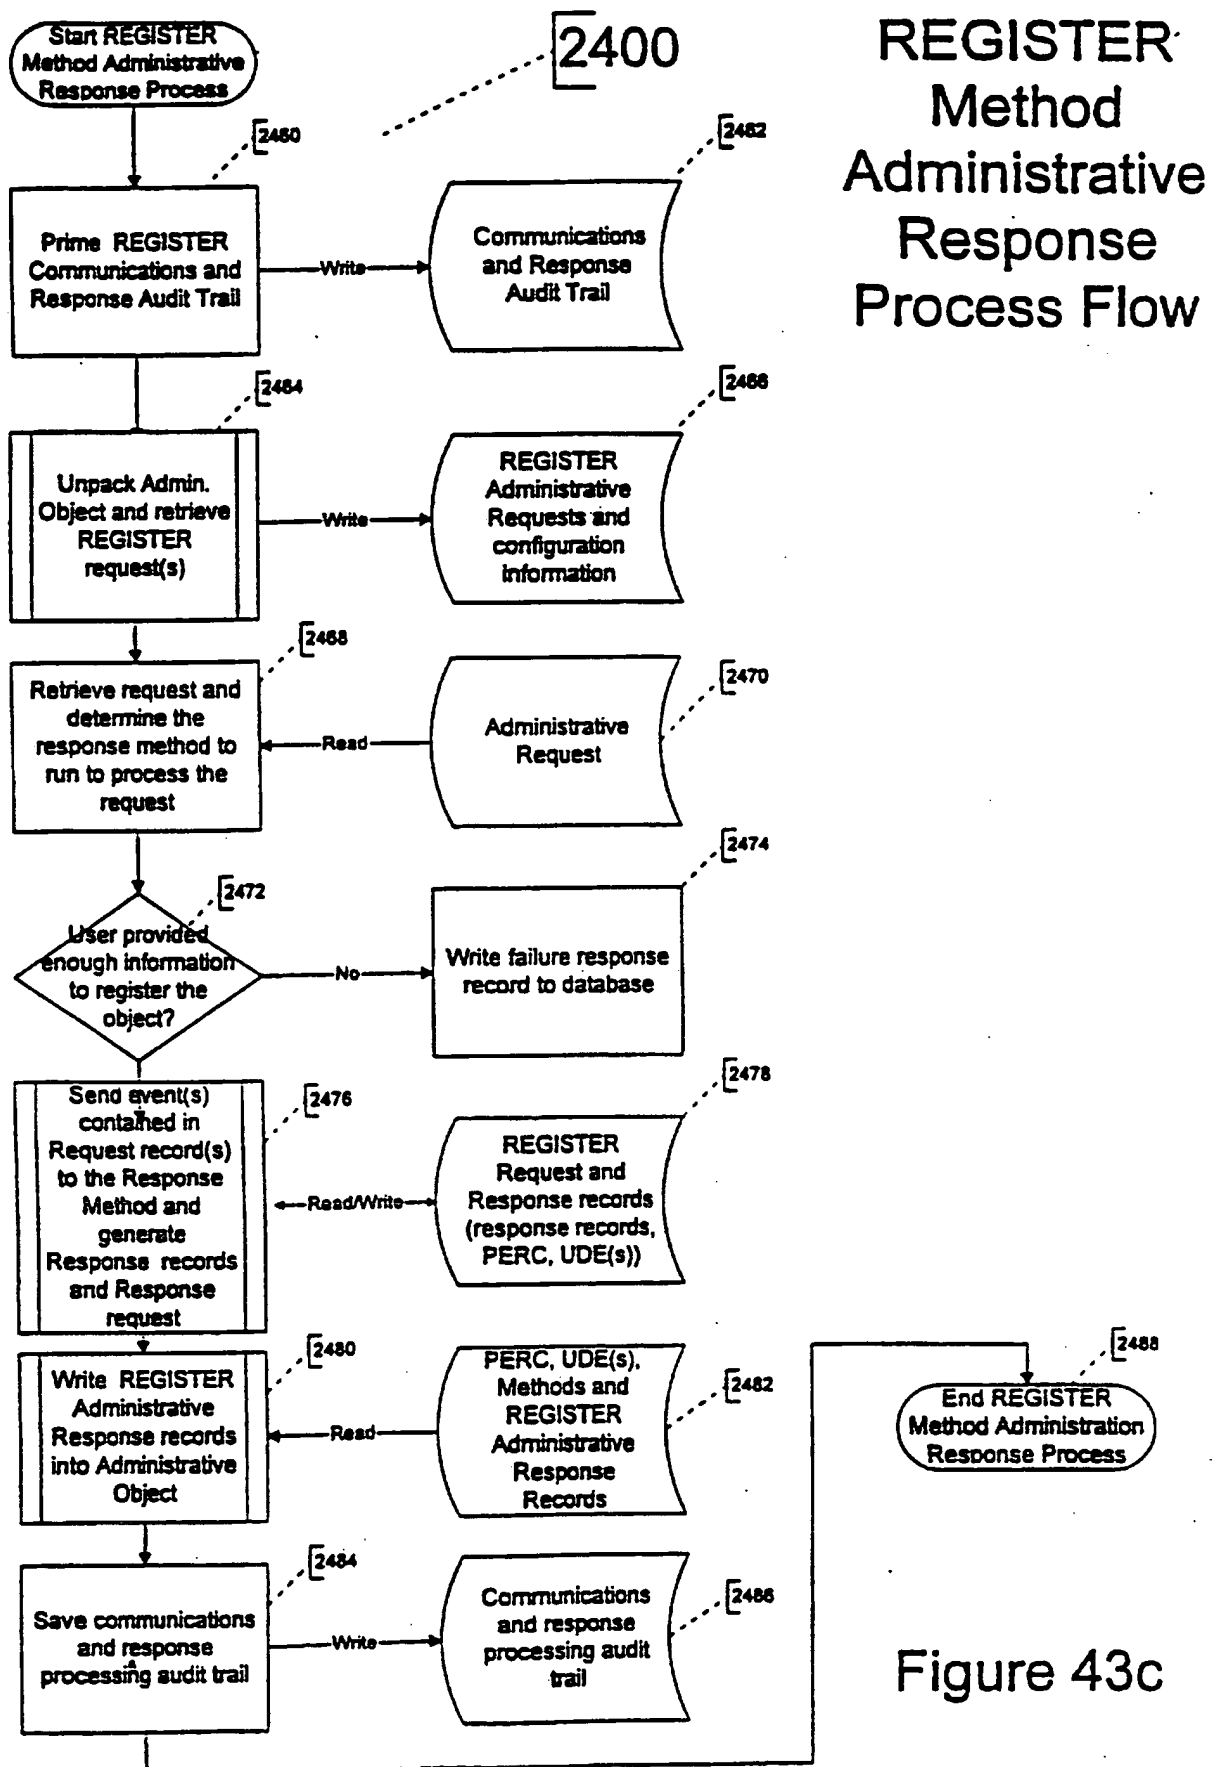 Start REGISTER
Method Administrative
Response Process
2400
REGISTER
Method
Administrative
Response
Process Flow
2460
2462
Prime REGISTER
Communications and
Response Audit Trail
Write
Communications
and Response
Audit Trail
2464
2466
Unpack Admin.
Object and retrieve
REGISTER
request(s)
Write
REGISTER
Administrative
Requests and
configuration
information
2468
2470
Retrieve request and
determine the
response method to
run to process the
request
Read
Administrative
Request
2472
2474
User provided
enough information
to register the
object?
No
Write failure response
record to database
2476
2478
Send event(s)
contained in
Request record(s)
to the Response
Method and
generate
Response records
and Response
request
Read/Write
REGISTER
Request and
Response records
(response records,
PERC, UDE(s))
2480
2482
Write REGISTER
Administrative
Response records
into Administrative
Object
Read
PERC, UDE(s),
Methods and
REGISTER
Administrative
Response
Records
2488
End REGISTER
Method Administration
Response Process
2484
2486
Save communications
and response
processing audit trail
Write
Communications
and response
processing audit
trail
Figure 43c